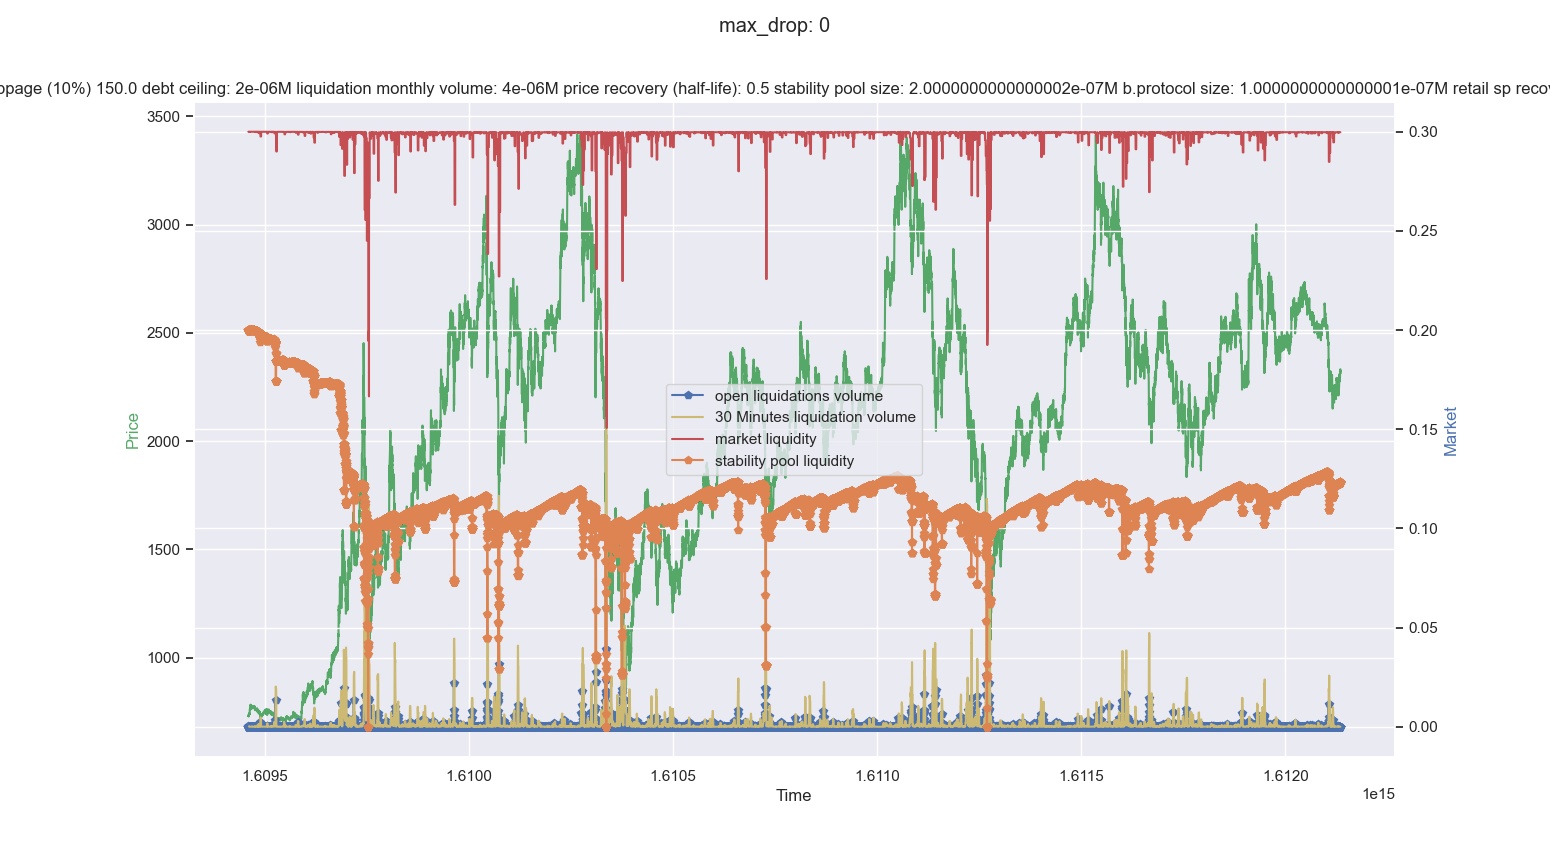 max_drop: 0
(10%) 150.0 debt ceiling: 2e-06M liquidation monthly volume: 4e-06M price recovery (half-life): 0.5 stability pool size: 2.0000000000000002e-07M b.protocol size: 1.0000000000000001e-07M retail sp
3500
3000
2500
2000
1500
1000
Price
0.30
0.25
0.20
0.15
0.10
0.05
0.00
Market
open liquidations volume
30 Minutes liquidation volume
market liquidity
stability pool liquidity
1.6095 1.6100 1.6105 1.6110 1.6115 1.6120
Time
1e15